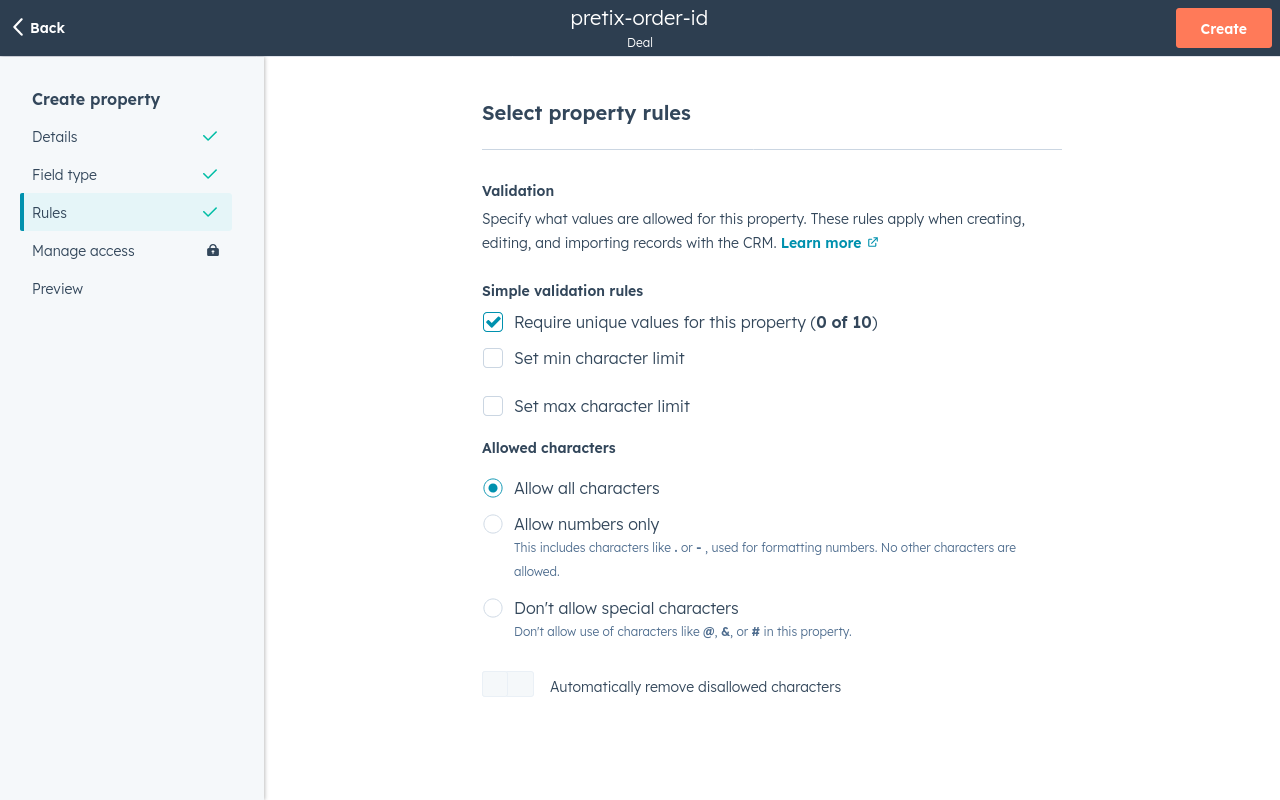 Back
pretix-order-id
Deal
Create
Create property
Details
Field type
Rules
Manage access
Preview
Select property rules
Validation
Specify what values are allowed for this property. These rules apply when creating,
editing, and importing records with the CRM. Learn more
Simple validation rules
Require unique values for this property (0 of 10)
Set min character limit
Set max character limit
Allowed characters
Allow all characters
Allow numbers only
This includes characters like . or - , used for formatting numbers. No other characters are
allowed.
Don't allow special characters
Don't allow use of characters like @, &, or # in this property.
Automatically remove disallowed characters